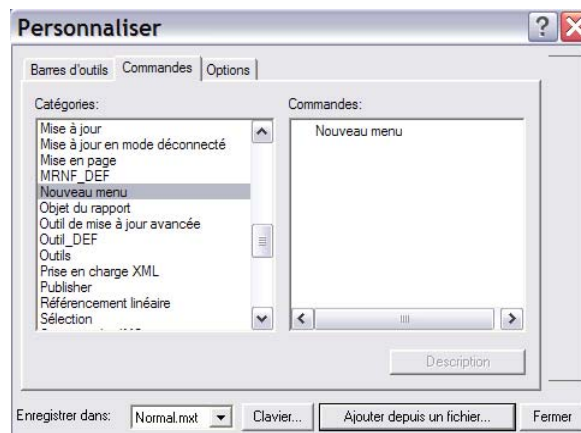 Personnaliser
Barres d'outils Commandes Options
Catégories:
Mise à jour
Mise à jour en mode déconnecté
Mise en page
MRNF_DEF
Nouveau menu
Objet du rapport
Outil de mise à jour avancée
Outil_DEF
Outils
Prise en charge XML
Publisher
Référencement linéaire
Sélection
Commandes:
Nouveau menu
Description
Enregistrer dans: Normal.mxt Clavier... Ajouter depuis un fichier... Fermer